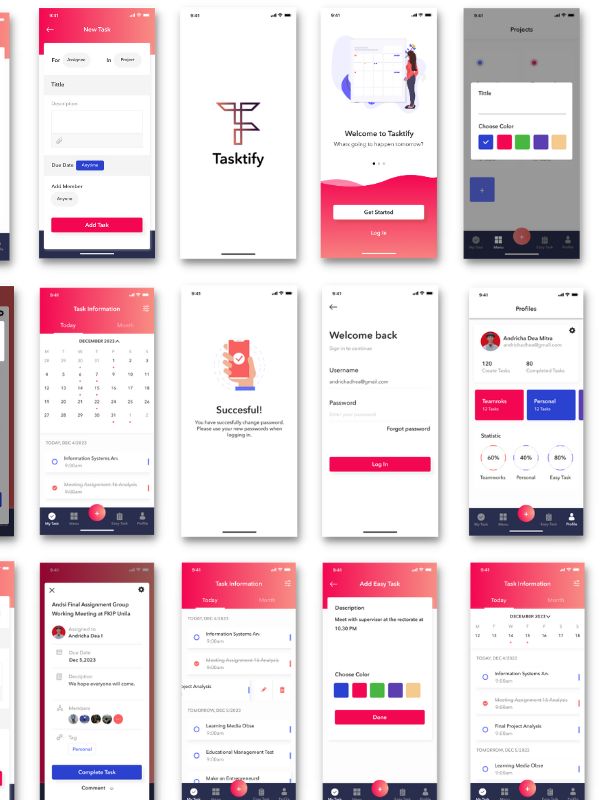 9:41
New Task
For
Assignee
In
Project
Tittle
Description
Due Date
Anytime
Add Member
Anyone
Add Task
9:41
Tasktify
9:41
Welcome to Tasktify
Whats going to happen tomorrow?
Get Started
Log in
9:41
Projects
Tittle
Choose Color
My Task
Menu
Easy Task
Profile
9:41
Task Information
Today
Month
DECEMBER 2023
M T W T F S S
28 29 30 31 1 2 3
6 7 8 9 10
13 14 15 16 17
20 21 22 23 24
27 28 29 30 31
TODAY, DEC 4/2023
Information Systems An.
9:00am
Meeting Assignment 16 Analysis
9:00am
My Task
Menu
Easy Task
Profile
9:41
Succesful!
You have succesfully change password.
Please use your new passwords when
logging in.
9:41
Welcome back
Sign in to continue
Username
andrichadhea@gmail.com
Password
Enter your password
Forgot password
Log In
9:41
Profiles
Andricha Dea Mitra
andrichadhea@gmail.com
120
Create Tasks
80
Completed Tasks
Teamroks
12 Tasks
Personal
12 Tasks
Statistic
60%
40%
80%
Teamworks
Personal
Easy Task
My Task
Menu
Easy Task
Profile
9:41
Andsi Final Assignment Group
Working Meeting at FKIP Unila
Assigned to
Andricha Dea I
Due Date
Dec 5,2023
Description
We hope everyone will come.
Members
Tag
Personal
Complete Task
Comment
9:41
Task Information
Today
Month
TODAY, DEC 4/2023
Information Systems An.
9:00am
Meeting Assignment 16 Analysis
9:00am
ject Analysis
TOMORROW, DEC 5/2023
Learning Media Obse
9:00am
Educational Management Test
9:00am
Make an Entrepreneurs!
My Task
Menu
Easy Task
Profile
9:41
Add Easy Task
Description
Meet with supervisor at the rectorate at
10.30 PM
Choose Color
Done
My Task
Menu
Easy Task
Profile
9:41
Task Information
Today
Month
DECEMBER 2023
M T W T F S S
12 13 14 15 16 17 18
TODAY, DEC 4/2023
Information Systems An.
9:00am
Meeting Assignment 16 Analysis
9:00am
Final Project Analysis
9:00am
TOMORROW, DEC 5/2023
Learning Media Obse
9:00am
My Task
Menu
Easy Task
Profile